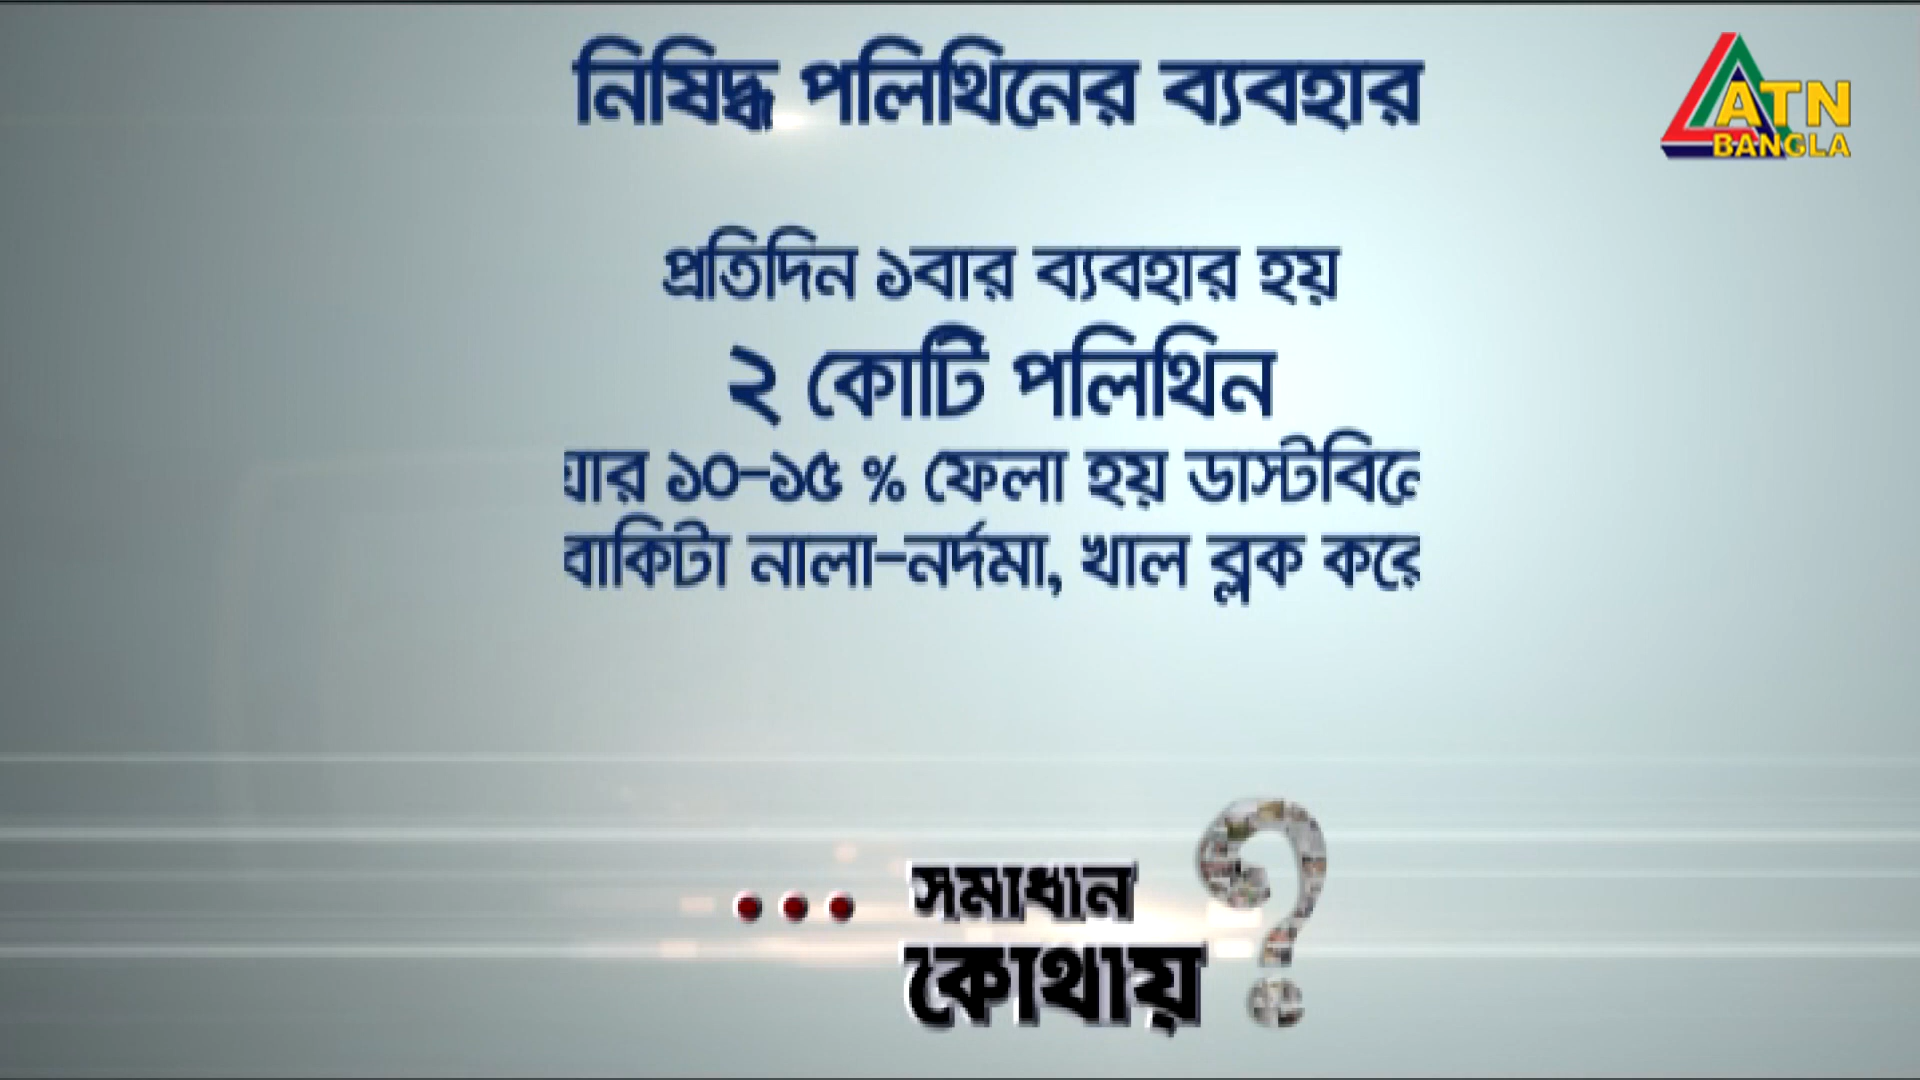 নিষিদ্ধ পলিথিনের ব্যবহার
ATN
BANGLA
প্রতিদিন ১বার ব্যবহার হয়
২ কোটি পলিথিন
যার ১০-১৫ % ফেলা হয় ডাস্টবিনে
বাকিটা নালা-নর্দমা, খাল ব্লক করে
... সমাধান
কোথায়?